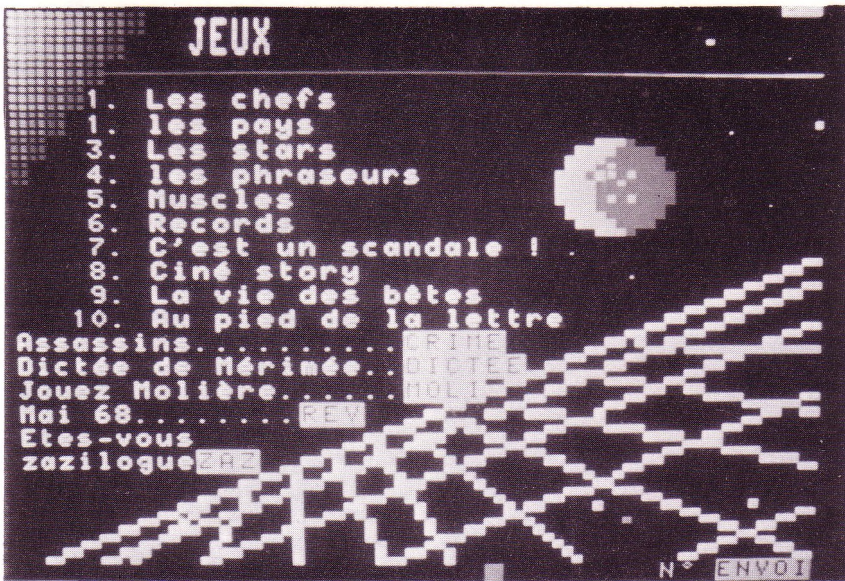 JEUX
1. Les chefs
1. les pays
3. Les stars
4. les phraseurs
5. Muscles
6. Records
7. C'est un scandale !
8. Ciné story
9. La vie des bêtes
10. Au pied de la lettre
Assassins..........CRIME
Dictée de Mérimée..DICTEE
Jouez Molière......MOLI
Mai 68........REV
Etes-vous
zazilogueZAZ
N° ENVOI